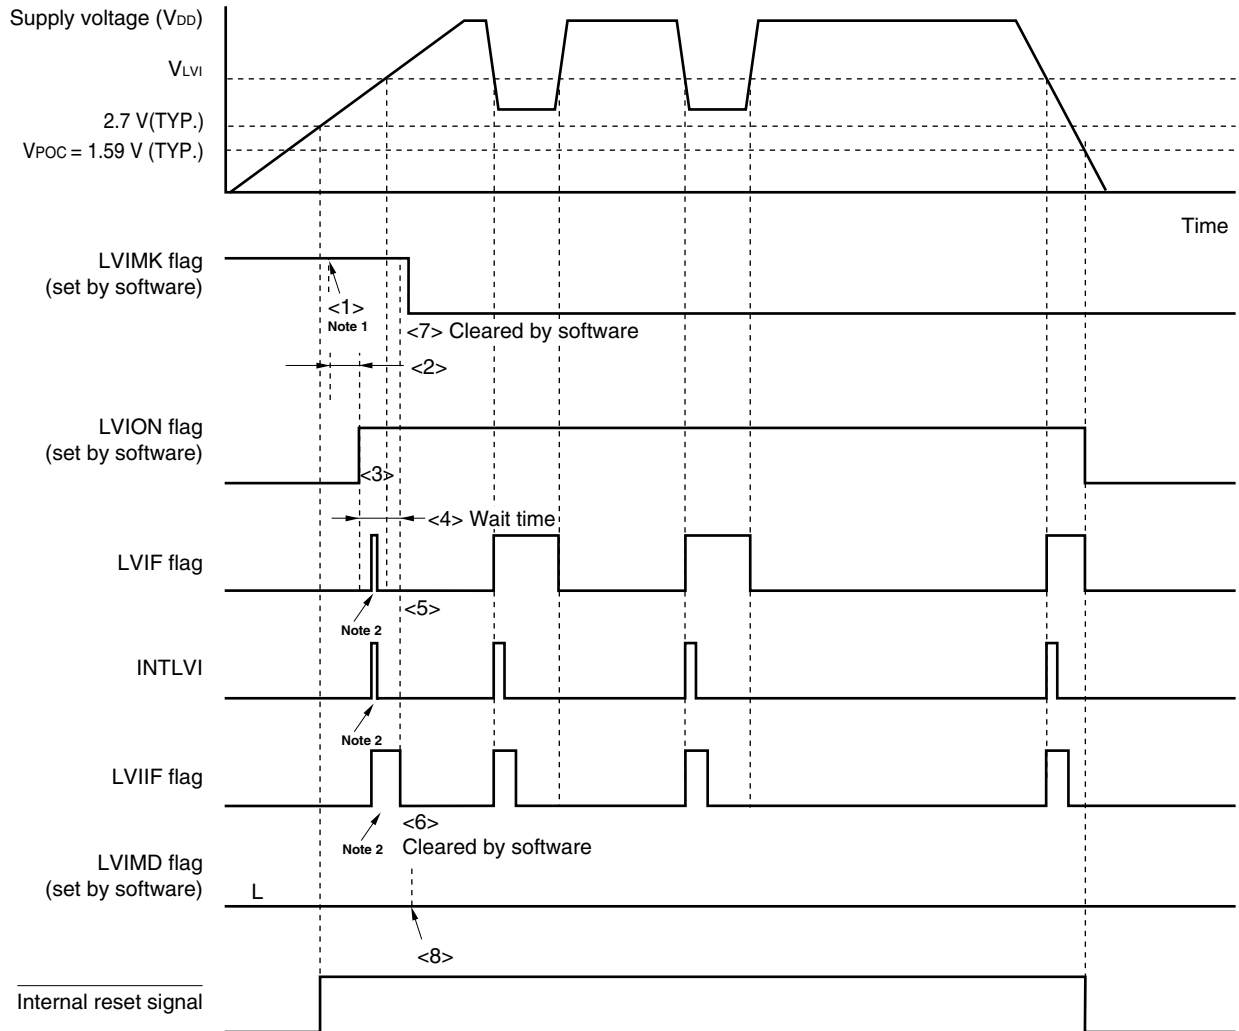 Supply voltage (VDD)
VLVI
2.7 V(TYP.)
VPOC = 1.59 V (TYP.)
Time
LVIMK flag
(set by software)
<1>
Note 1
<7> Cleared by software
<2>
LVION flag
(set by software)
<3>
<4> Wait time
LVIF flag
<5>
Note 2
INTLVI
Note 2
LVIIF flag
<6>
Cleared by software
Note 2
LVIMD flag
(set by software)
L
<8>
Internal reset signal